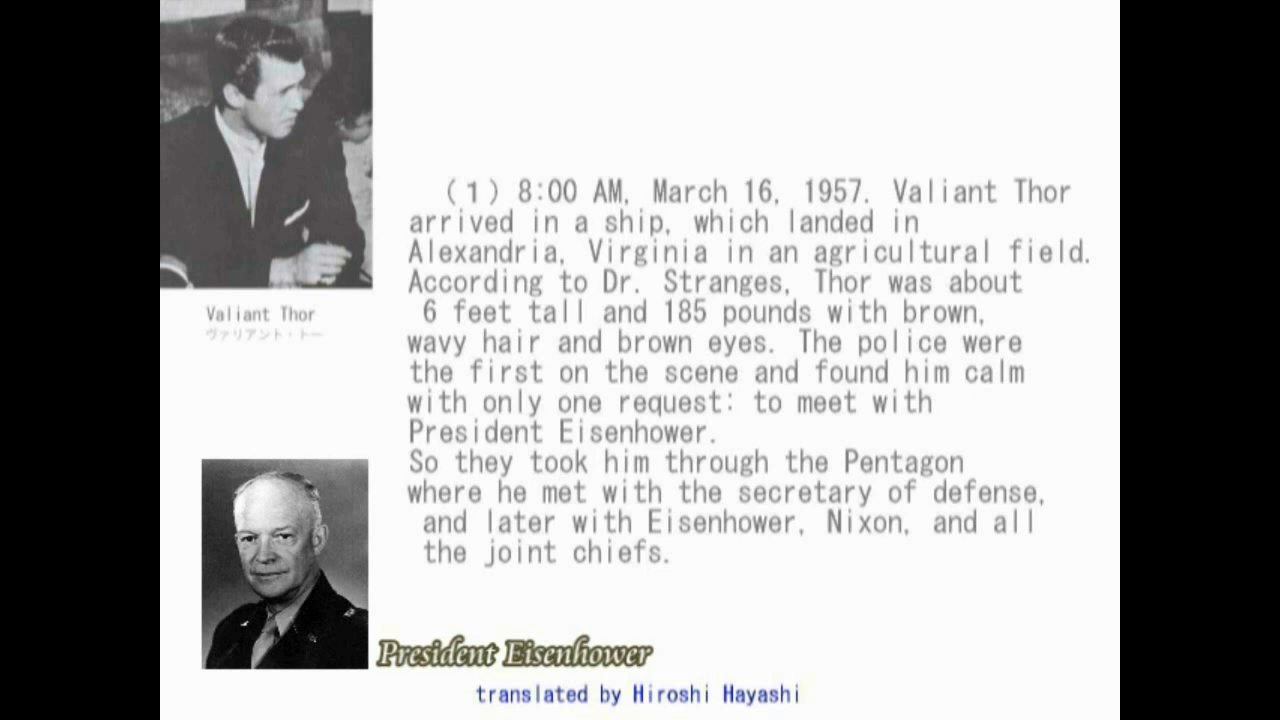 Valiant Thor
ヴァリアント・トー
(1) 8:00 AM, March 16, 1957. Valiant Thor
arrived in a ship, which landed in
Alexandria, Virginia in an agricultural field.
According to Dr. Stranges, Thor was about
6 feet tall and 185 pounds with brown,
wavy hair and brown eyes. The police were
the first on the scene and found him calm
with only one request: to meet with
President Eisenhower.
So they took him through the Pentagon
where he met with the secretary of defense,
and later with Eisenhower, Nixon, and all
the joint chiefs.
President Eisenhower
translated by Hiroshi Hayashi